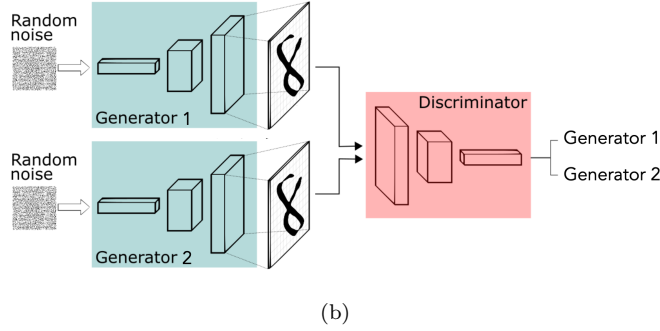 Random
noise
Generator 1
Discriminator
Generator 1
Generator 2
Random
noise
Generator 2
(b)